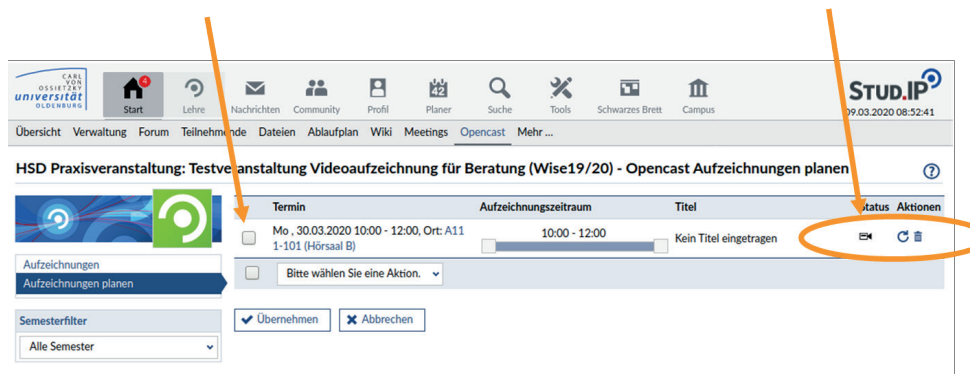 CARL
VON
OSSIETZKY
universität
OLDENBURG
4
Start
Lehre
Nachrichten
Community
Profil
42
Planer
Suche
Tools
Schwarzes Brett
Campus
STUD.IP
09.03.2020 08:52:41
Übersicht Verwaltung Forum Teilnehmende Dateien Ablaufplan Wiki Meetings Opencast Mehr ...
HSD Praxisveranstaltung: Testveranstaltung Videoaufzeichnung für Beratung (Wise19/20) - Opencast Aufzeichnungen planen
?
Termin Aufzeichnungszeitraum Titel Status Aktionen
Mo , 30.03.2020 10:00 - 12:00, Ort: A11
1-101 (Hörsaal B)
10:00 - 12:00
Kein Titel eingetragen
Bitte wählen Sie eine Aktion.
Aufzeichnungen
Aufzeichnungen planen
Übernehmen
Abbrechen
Semesterfilter
Alle Semester